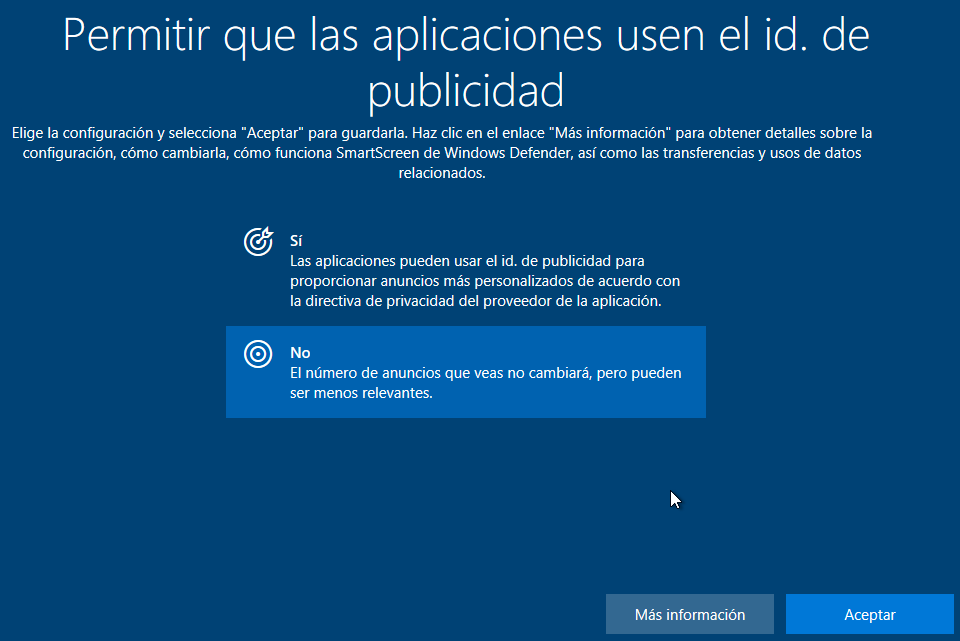 Permitir que las aplicaciones usen el id. de
publicidad
Elige la configuración y selecciona "Aceptar" para guardarla. Haz clic en el enlace "Más información" para obtener detalles sobre la
configuración, cómo cambiarla, cómo funciona SmartScreen de Windows Defender, así como las transferencias y usos de datos
relacionados.
Sí
Las aplicaciones pueden usar el id. de publicidad para
proporcionar anuncios más personalizados de acuerdo con
la directiva de privacidad del proveedor de la aplicación.
No
El número de anuncios que veas no cambiará, pero pueden
ser menos relevantes.
Más información
Aceptar